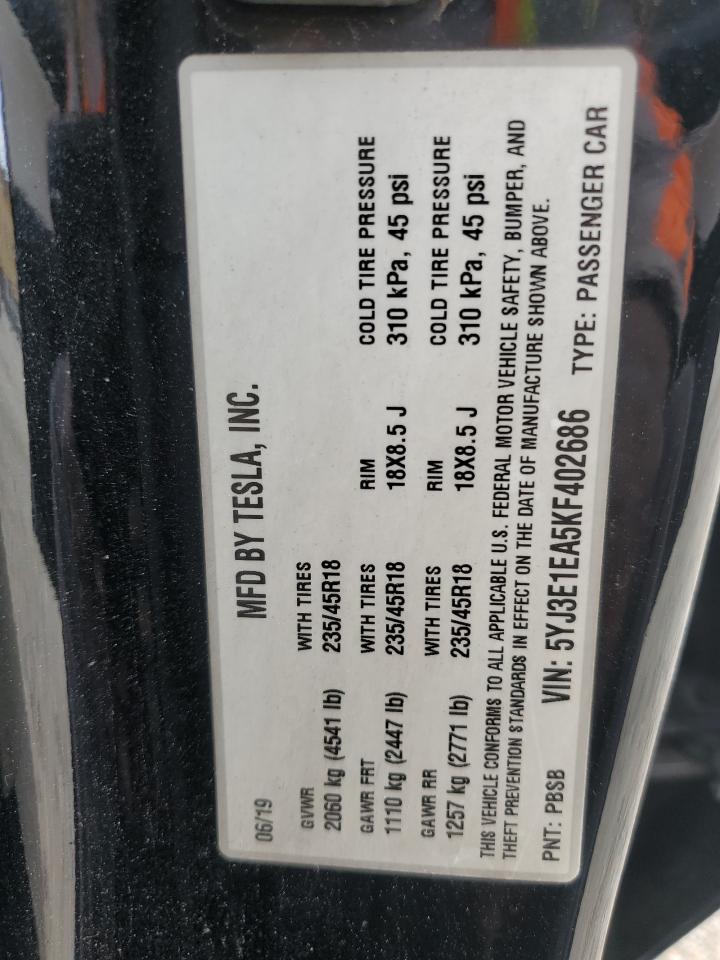 MFD BY TESLA, INC.
06/19
GVWR WITH TIRES
2060 kg (4541 lb) 235/45R18
GAWR FRT WITH TIRES RIM COLD TIRE PRESSURE
1110 kg (2447 lb) 235/45R18 18X8.5 J 310 kPa, 45 psi
GAWR RR WITH TIRES RIM COLD TIRE PRESSURE
1257 kg (2771 lb) 235/45R18 18X8.5 J 310 kPa, 45 psi
THIS VEHICLE CONFORMS TO ALL APPLICABLE U.S. FEDERAL MOTOR VEHICLE SAFETY, BUMPER, AND
THEFT PREVENTION STANDARDS IN EFFECT ON THE DATE OF MANUFACTURE SHOWN ABOVE.
PNT: PBSB VIN: 5YJ3E1EA5KF402686 TYPE: PASSENGER CAR